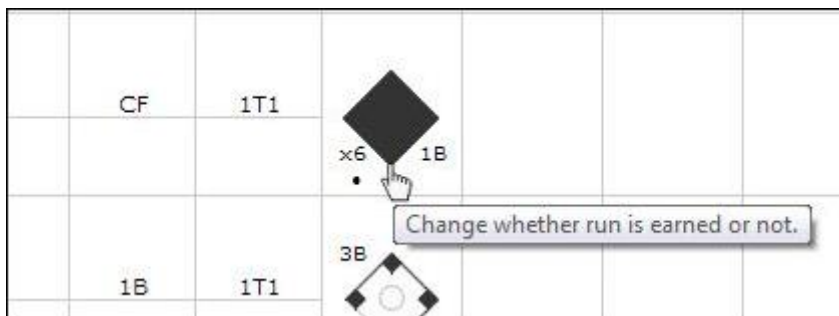 CF 1T1
x6 1B
Change whether run is earned or not.
3B
1B 1T1